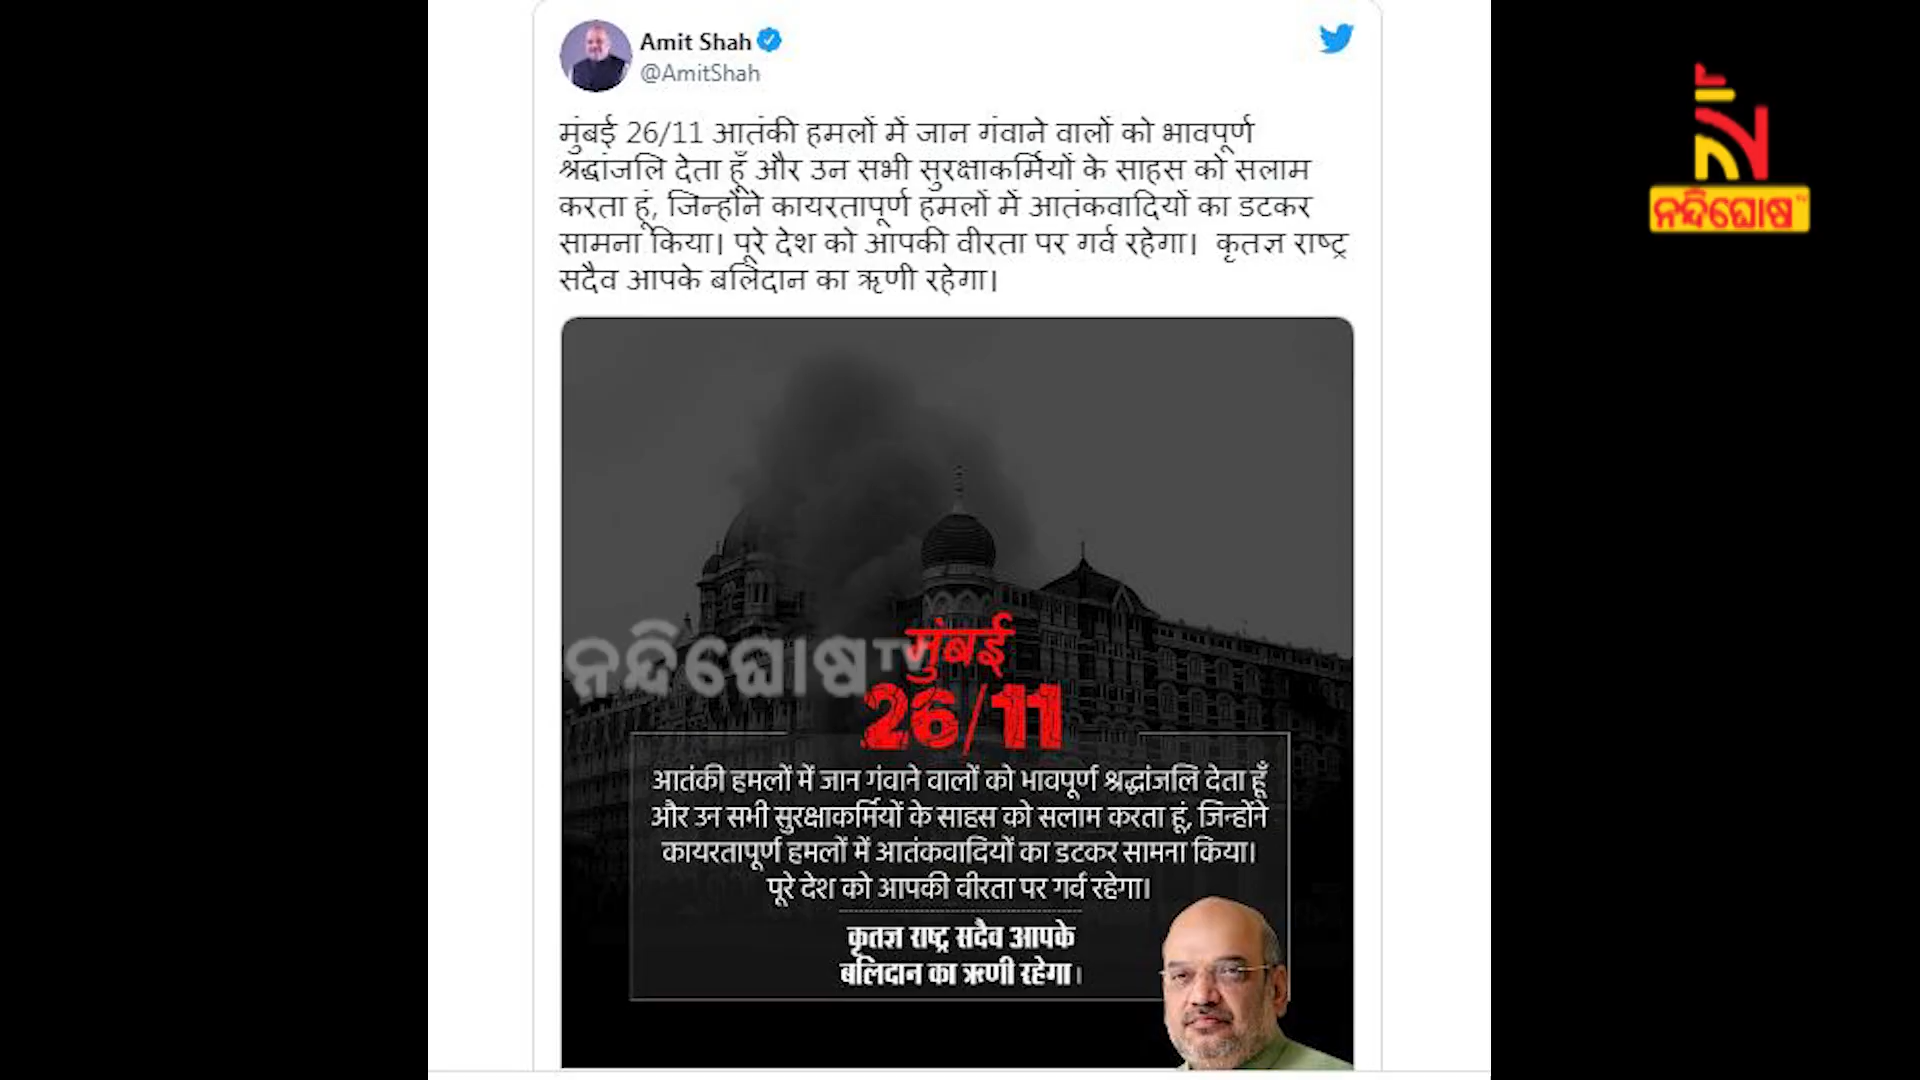 Amit Shah
@AmitShah
मुंबई 26/11 आतंकी हमलों में जान गंवाने वालों को भावपूर्ण
श्रद्धांजलि देता हूँ और उन सभी सुरक्षाकर्मियों के साहस को सलाम
करता हूं, जिन्होंने कायरतापूर्ण हमलों में आतंकवादियों का डटकर
सामना किया। पूरे देश को आपकी वीरता पर गर्व रहेगा।  कृतज्ञ राष्ट्र
सदैव आपके बलिदान का ऋणी रहेगा।
ନନ୍ଦିଘୋଷ TV
ନନ୍ଦିଘୋଷ TV
मुंबई
26/11
आतंकी हमलों में जान गंवाने वालों को भावपूर्ण श्रद्धांजलि देता हूँ
और उन सभी सुरक्षाकर्मियों के साहस को सलाम करता हूं, जिन्होंने
कायरतापूर्ण हमलों में आतंकवादियों का डटकर सामना किया।
पूरे देश को आपकी वीरता पर गर्व रहेगा।
कृतज्ञ राष्ट्र सदैव आपके
बलिदान का ऋणी रहेगा।